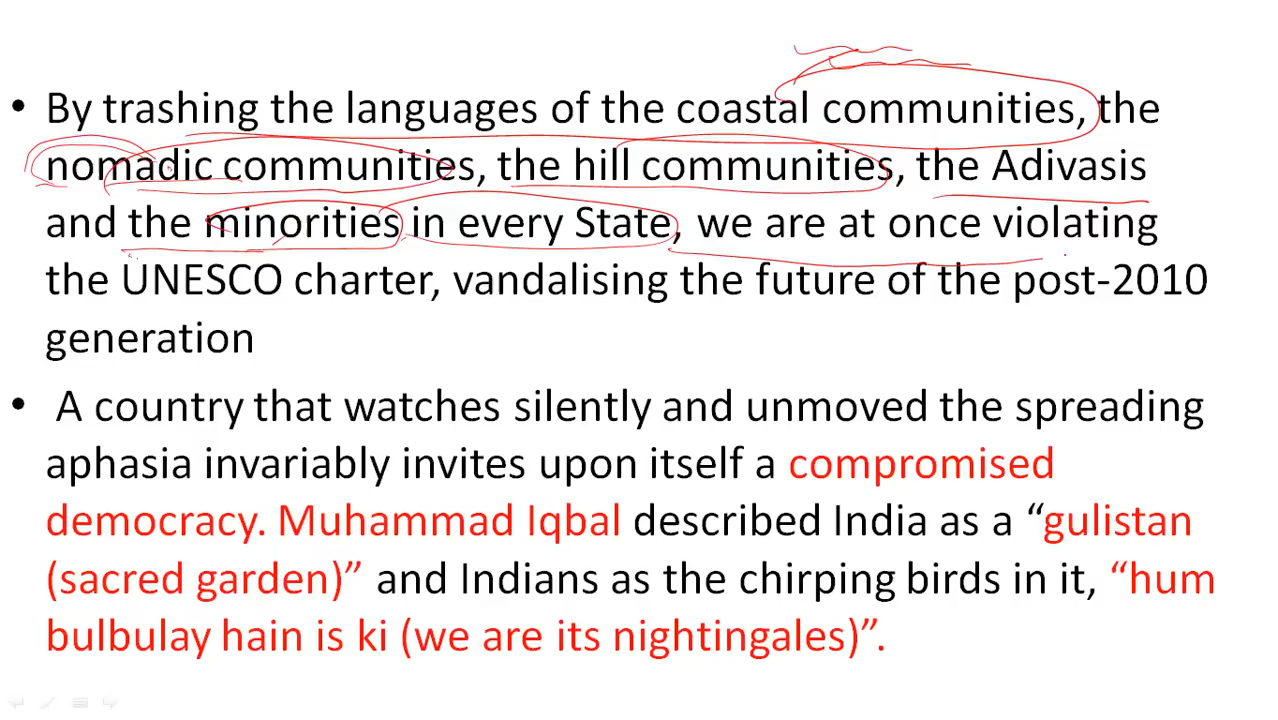 • By trashing the languages of the coastal communities, the
nomadic communities, the hill communities, the Adivasis
and the minorities in every State, we are at once violating
the UNESCO charter, vandalising the future of the post-2010
generation
• A country that watches silently and unmoved the spreading
aphasia invariably invites upon itself a compromised
democracy. Muhammad Iqbal described India as a “gulistan
(sacred garden)” and Indians as the chirping birds in it, “hum
bulbulay hain is ki (we are its nightingales)”.